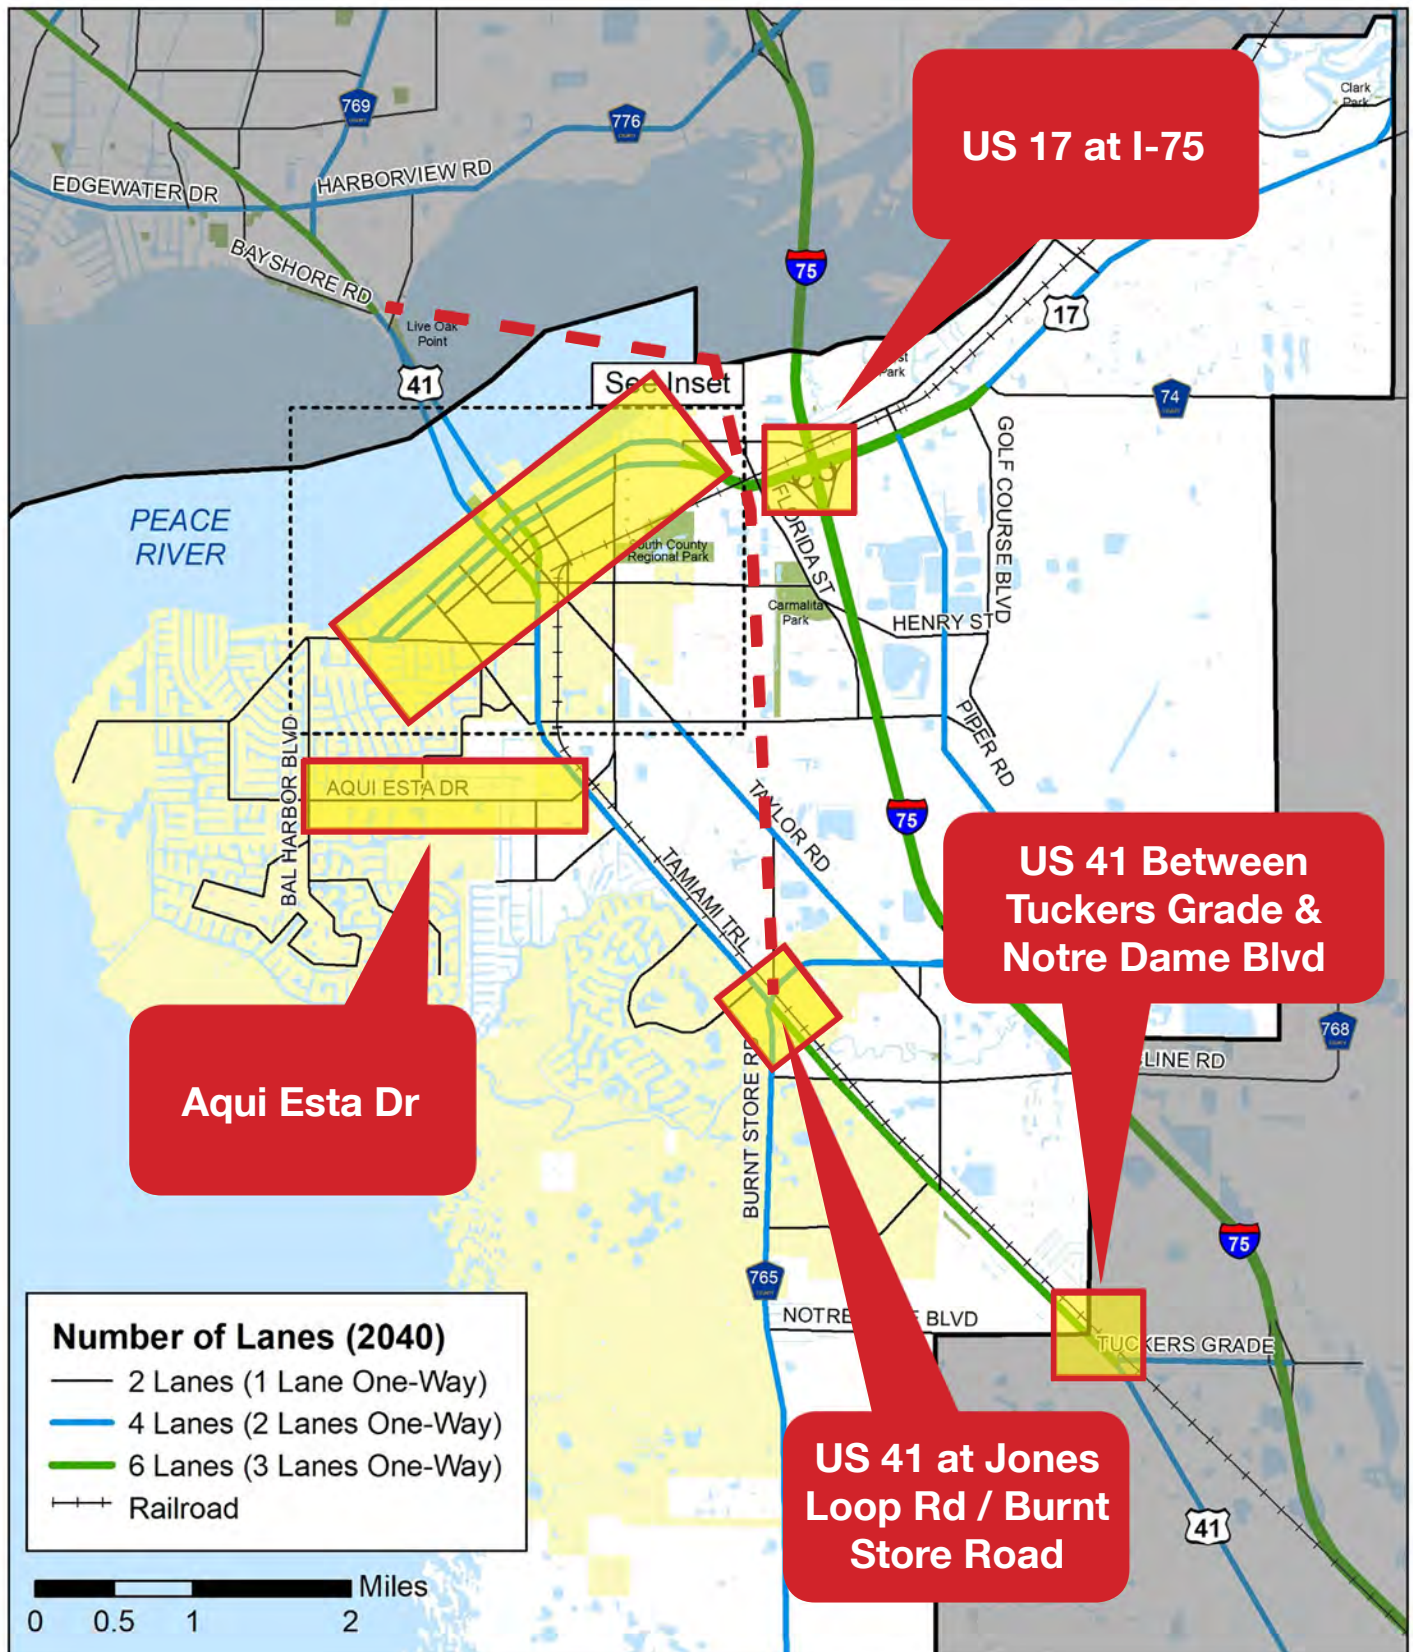 769
776
Clark
Park
US 17 at I-75
HARBORVIEW RD
EDGEWATER DR
BAYSHORE RD
75
17
Live Oak
Point
41
Park
See Inset
74
GOLF COURSE BLVD
PEACE
RIVER
FLORIDA ST
South County
Regional Park
Carmalita
Park
HENRY ST
PIPER RD
BAL HARBOR BLVD
AQUI ESTA DR
TAYLOR RD
75
TAMIAMI TRL
US 41 Between
Tuckers Grade &
Notre Dame Blvd
768
LINE RD
Aqui Esta Dr
BURNT STORE RD
75
765
NOTRE
BLVD
TUCKERS GRADE
Number of Lanes (2040)
2 Lanes (1 Lane One-Way)
4 Lanes (2 Lanes One-Way)
6 Lanes (3 Lanes One-Way)
Railroad
US 41 at Jones
Loop Rd / Burnt
Store Road
41
Miles
0 0.5 1 2